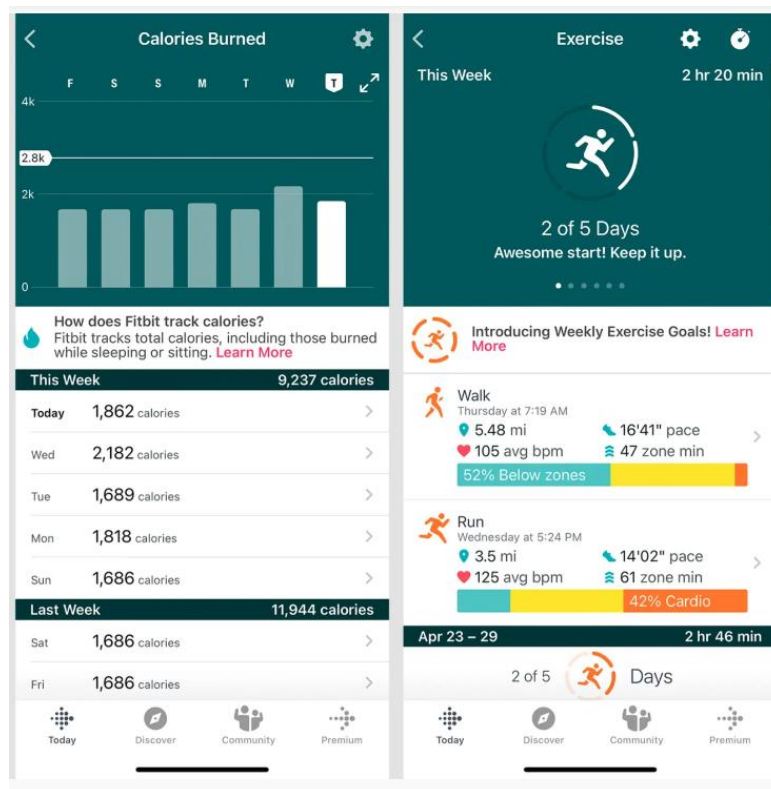 Calories Burned
F S S M T W T
4k
2.8k
2k
0
How does Fitbit track calories?
Fitbit tracks total calories, including those burned
while sleeping or sitting. Learn More
This Week 9,237 calories
Today 1,862 calories
Wed 2,182 calories
Tue 1,689 calories
Mon 1,818 calories
Sun 1,686 calories
Last Week 11,944 calories
Sat 1,686 calories
Fri 1,686 calories
Today Discover Community Premium
Exercise
This Week 2 hr 20 min
2 of 5 Days
Awesome start! Keep it up.
Introducing Weekly Exercise Goals! Learn
More
Walk
Thursday at 7:19 AM
5.48 mi 16'41" pace
105 avg bpm 47 zone min
52% Below zones
Run
Wednesday at 5:24 PM
3.5 mi 14'02" pace
125 avg bpm 61 zone min
42% Cardio
Apr 23 – 29 2 hr 46 min
2 of 5 Days
Today Discover Community Premium